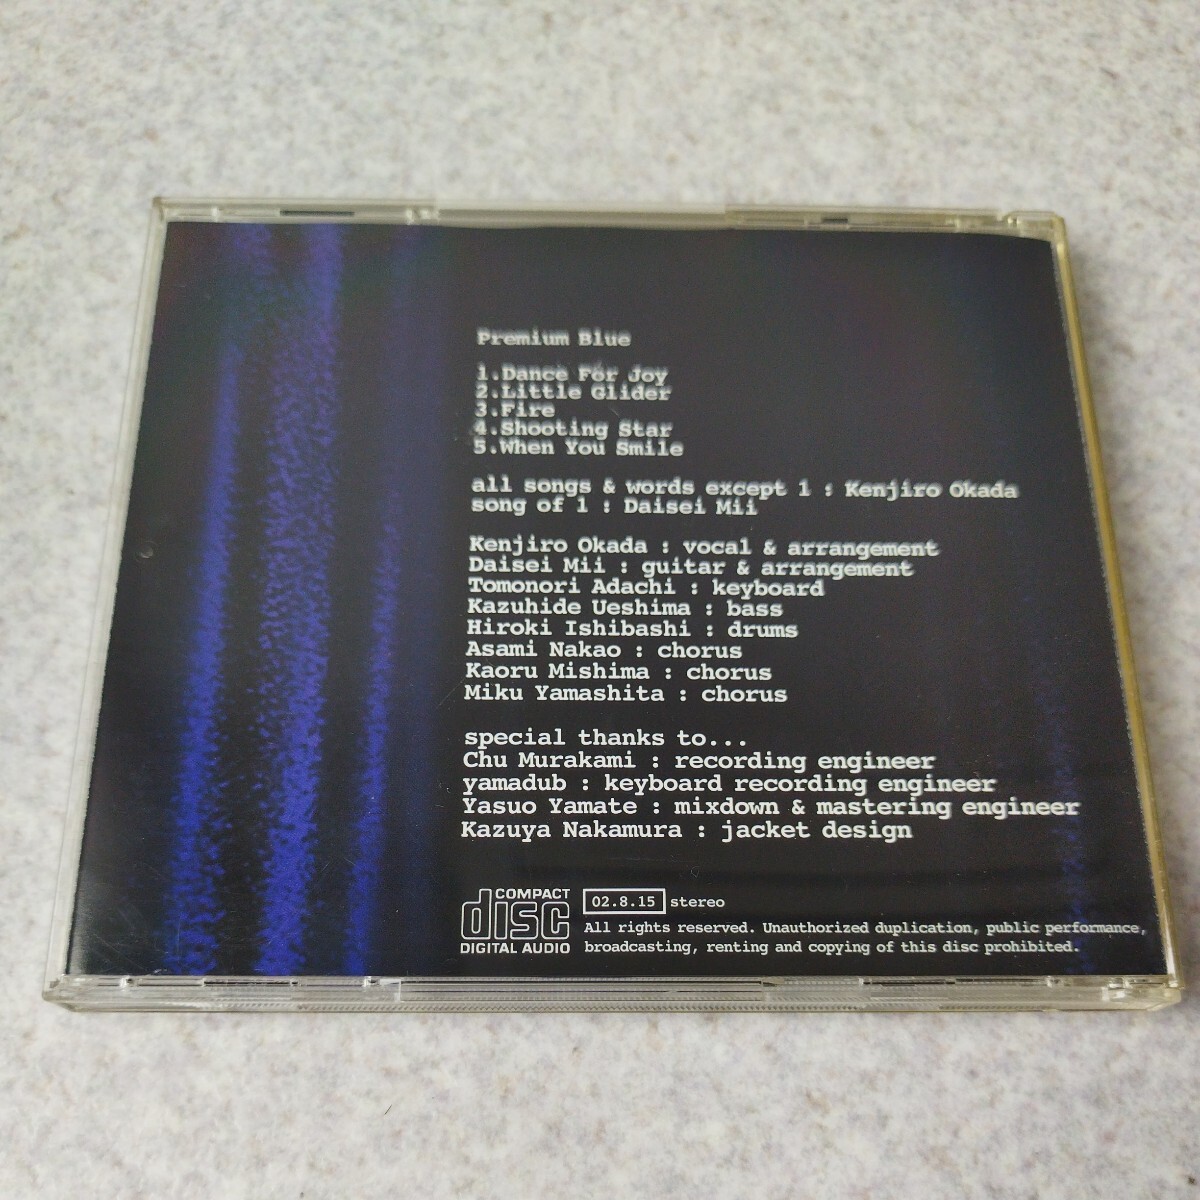 Premium Blue
1.Dance For Joy
2.Little Glider
3.Fire
4.Shooting Star
5.When You Smile
all songs & words except 1 : Kenjiro Okada
song of 1 : Daisei Mii
Kenjiro Okada : vocal & arrangement
Daisei Mii : guitar & arrangement
Tomonori Adachi : keyboard
Kazuhide Ueshima : bass
Hiroki Ishibashi : drums
Asami Nakao : chorus
Kaoru Mishima : chorus
Miku Yamashita : chorus
special thanks to...
Chu Murakami : recording engineer
yamadub : keyboard recording engineer
Yasuo Yamate : mixdown & mastering engineer
Kazuya Nakamura : jacket design
COMPACT
disc
DIGITAL AUDIO
02.8.15 stereo
All rights reserved. Unauthorized duplication, public performance,
broadcasting, renting and copying of this disc prohibited.